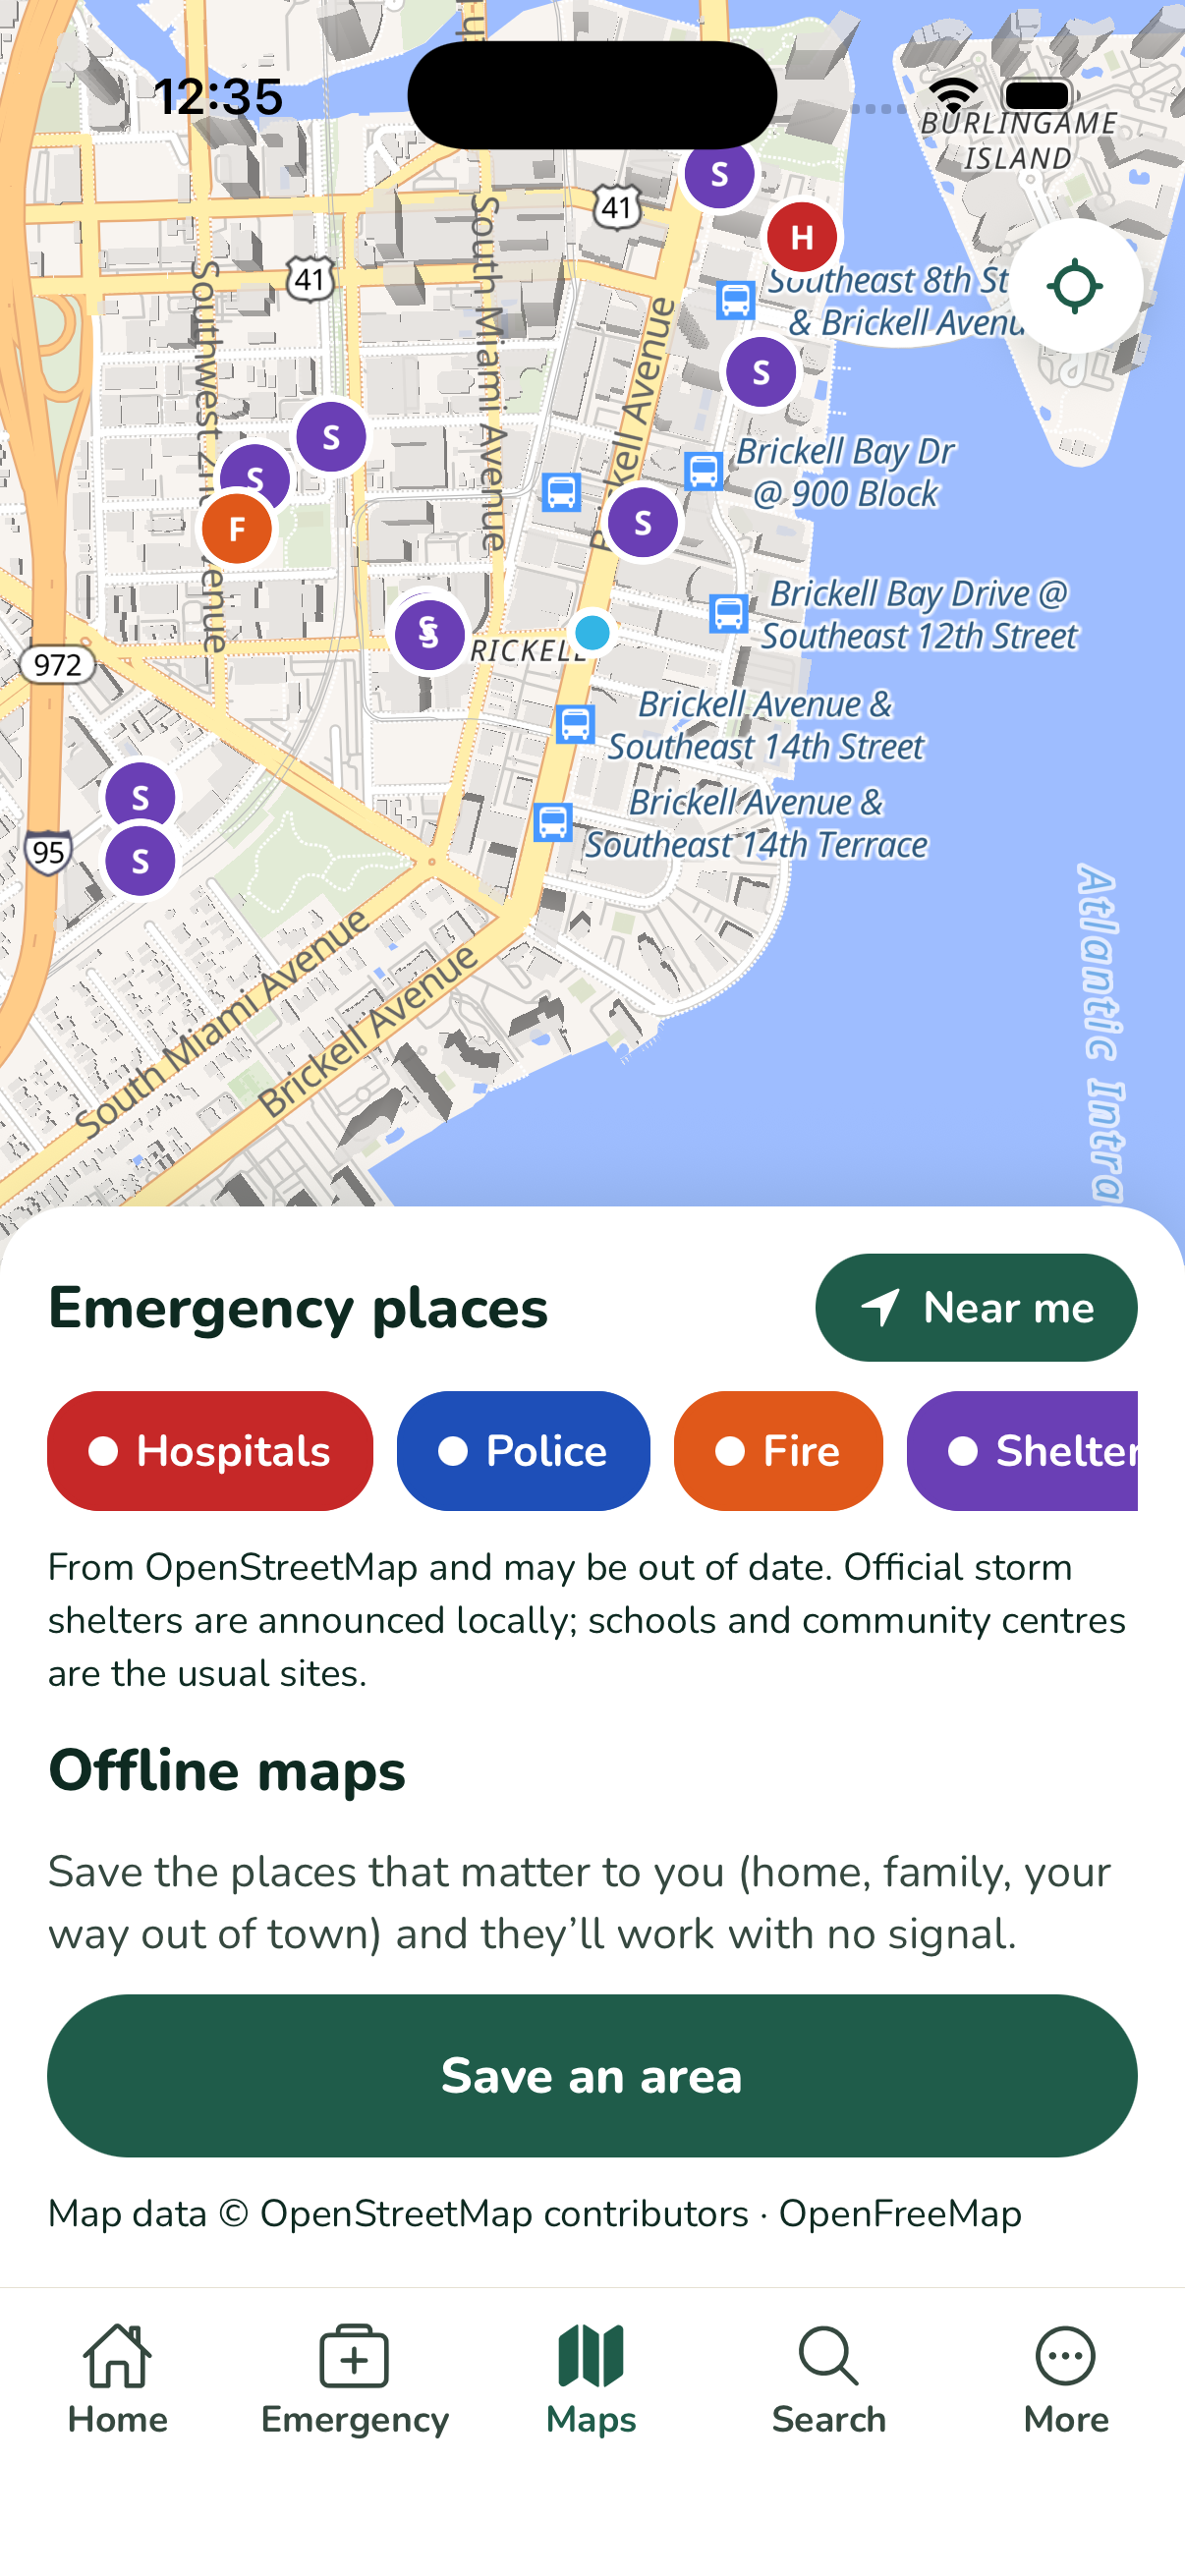 12:35
BURLINGAME
ISLAND
S
H
41
41
Southeast 8th St
& Brickell Avenu
South Miami Avenue
S
S
S
Brickell Bay Dr
@ 900 Block
F
S
Brickell Bay Drive @
Southeast 12th Street
S
972
Brickell Avenue &
Southeast 14th Street
S
Brickell Avenue &
Southeast 14th Terrace
95
S
Atlantic Intra
South Miami Avenue
Brickell Avenue
Emergency places
Near me
Hospitals
Police
Fire
Shelter
From OpenStreetMap and may be out of date. Official storm
shelters are announced locally; schools and community centres
are the usual sites.
Offline maps
Save the places that matter to you (home, family, your
way out of town) and they’ll work with no signal.
Save an area
Map data © OpenStreetMap contributors · OpenFreeMap
Home
Emergency
Maps
Search
More